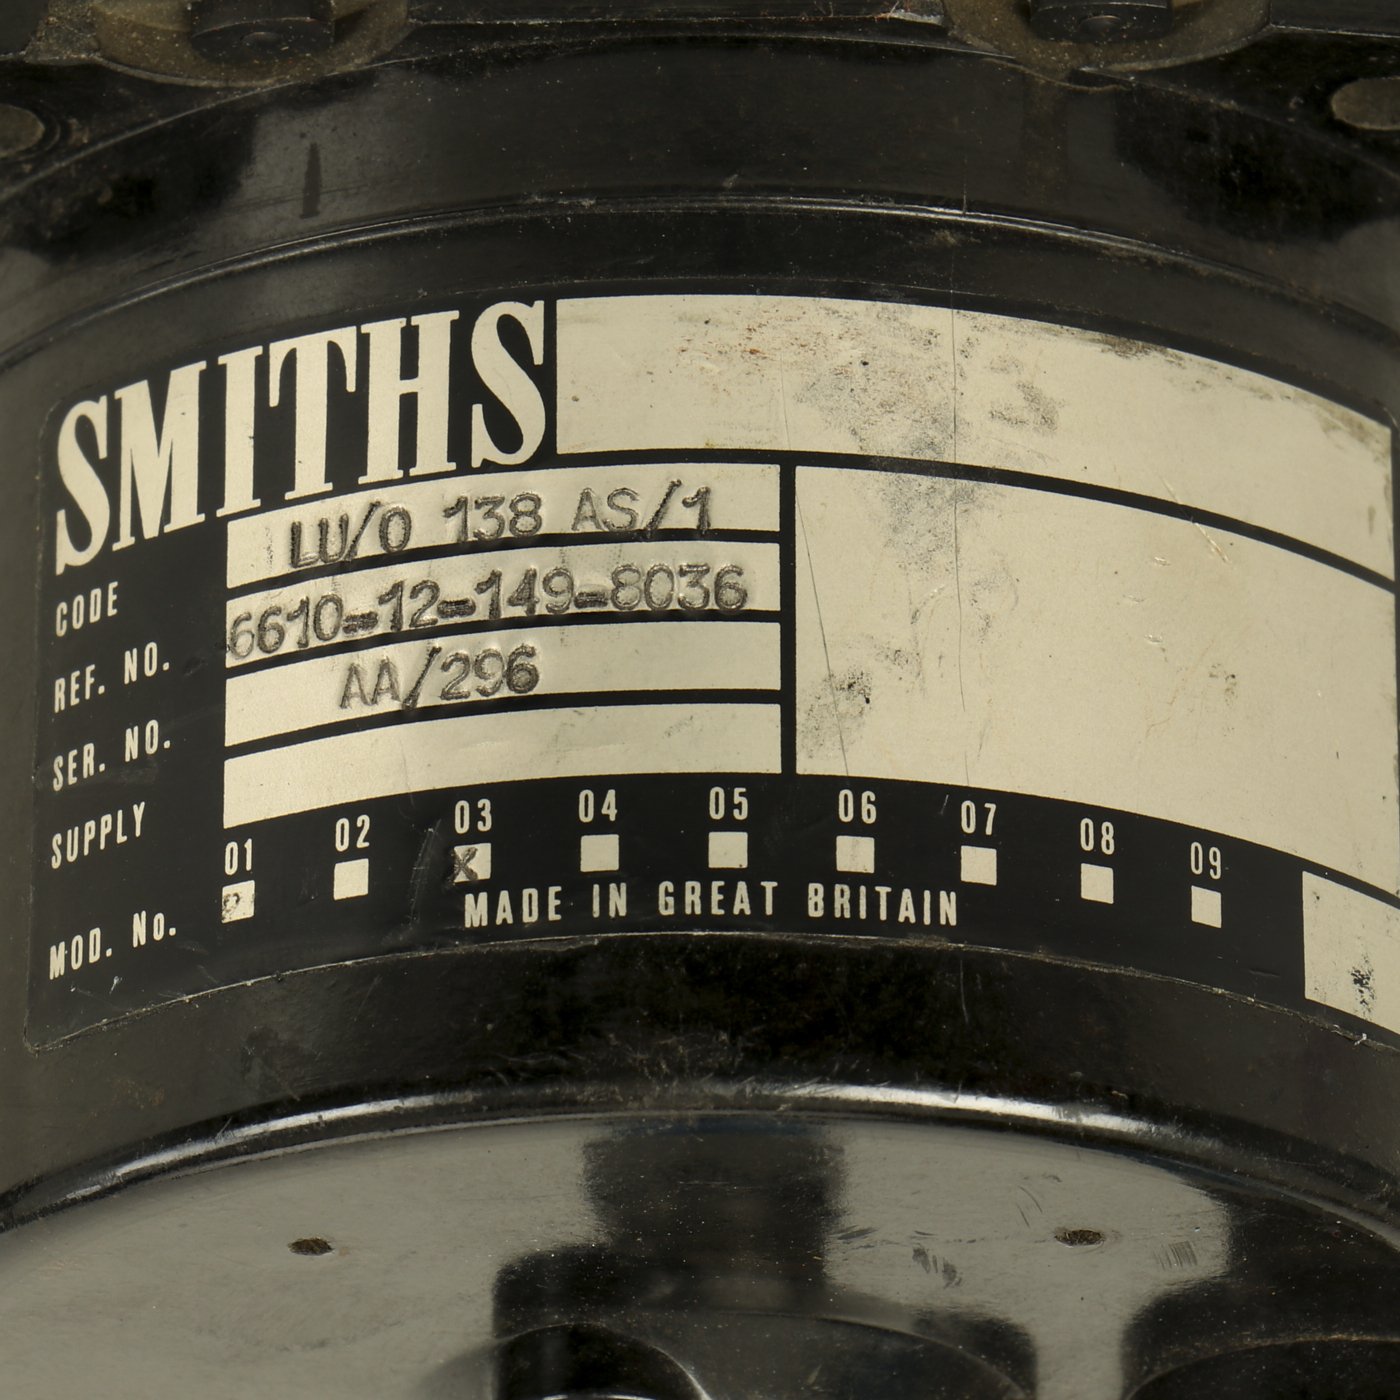 SMITHS
CODE LU/0 138 AS/1
REF. NO. 6610-12-149-8036
SER. NO. AA/296
SUPPLY
01 02 03 04 05 06 07 08 09
X
MOD. No.
MADE IN GREAT BRITAIN